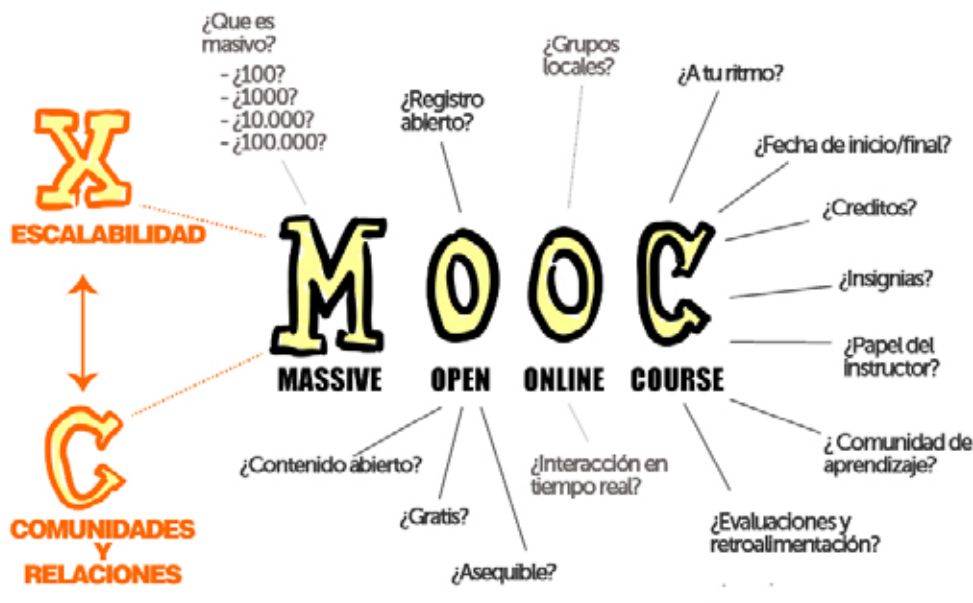 ¿Que es
masivo?
- ¿100?
- ¿1000?
- ¿10.000?
- ¿100.000?
¿Registro
abierto?
¿Grupos
locales?
¿A tu ritmo?
¿Fecha de inicio/final?
¿Creditos?
¿Insignias?
¿Papel del
instructor?
¿Comunidad de
aprendizaje?
¿Evaluaciones y
retroalimentación?
X
ESCALABILIDAD
C
COMUNIDADES
Y
RELACIONES
MOOC
MASSIVE OPEN ONLINE COURSE
¿Contenido abierto?
¿Gratis?
¿Asequible?
¿Interacción en
tiempo real?